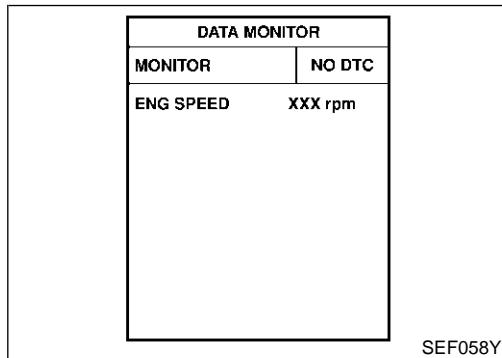 DATA MONITOR
MONITOR NO DTC
ENG SPEED XXX rpm
SEF058Y